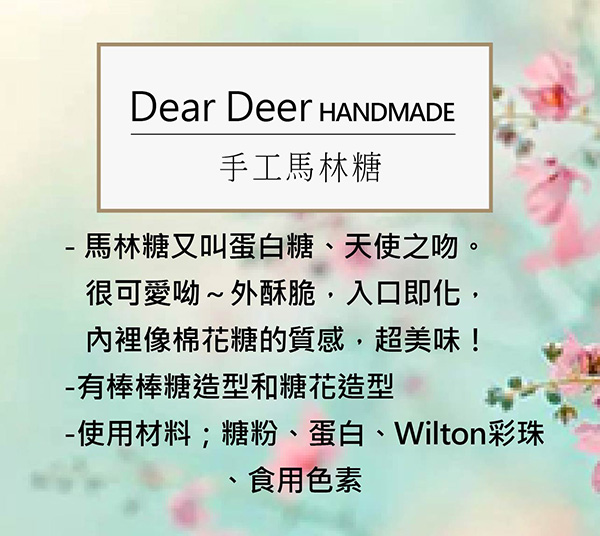 Dear Deer HANDMADE
手工馬林糖
- 馬林糖又叫蛋白糖、天使之吻。
很可愛呦～外酥脆，入口即化，
內裡像棉花糖的質感，超美味！
-有棒棒糖造型和糖花造型
-使用材料；糖粉、蛋白、Wilton彩珠
、食用色素